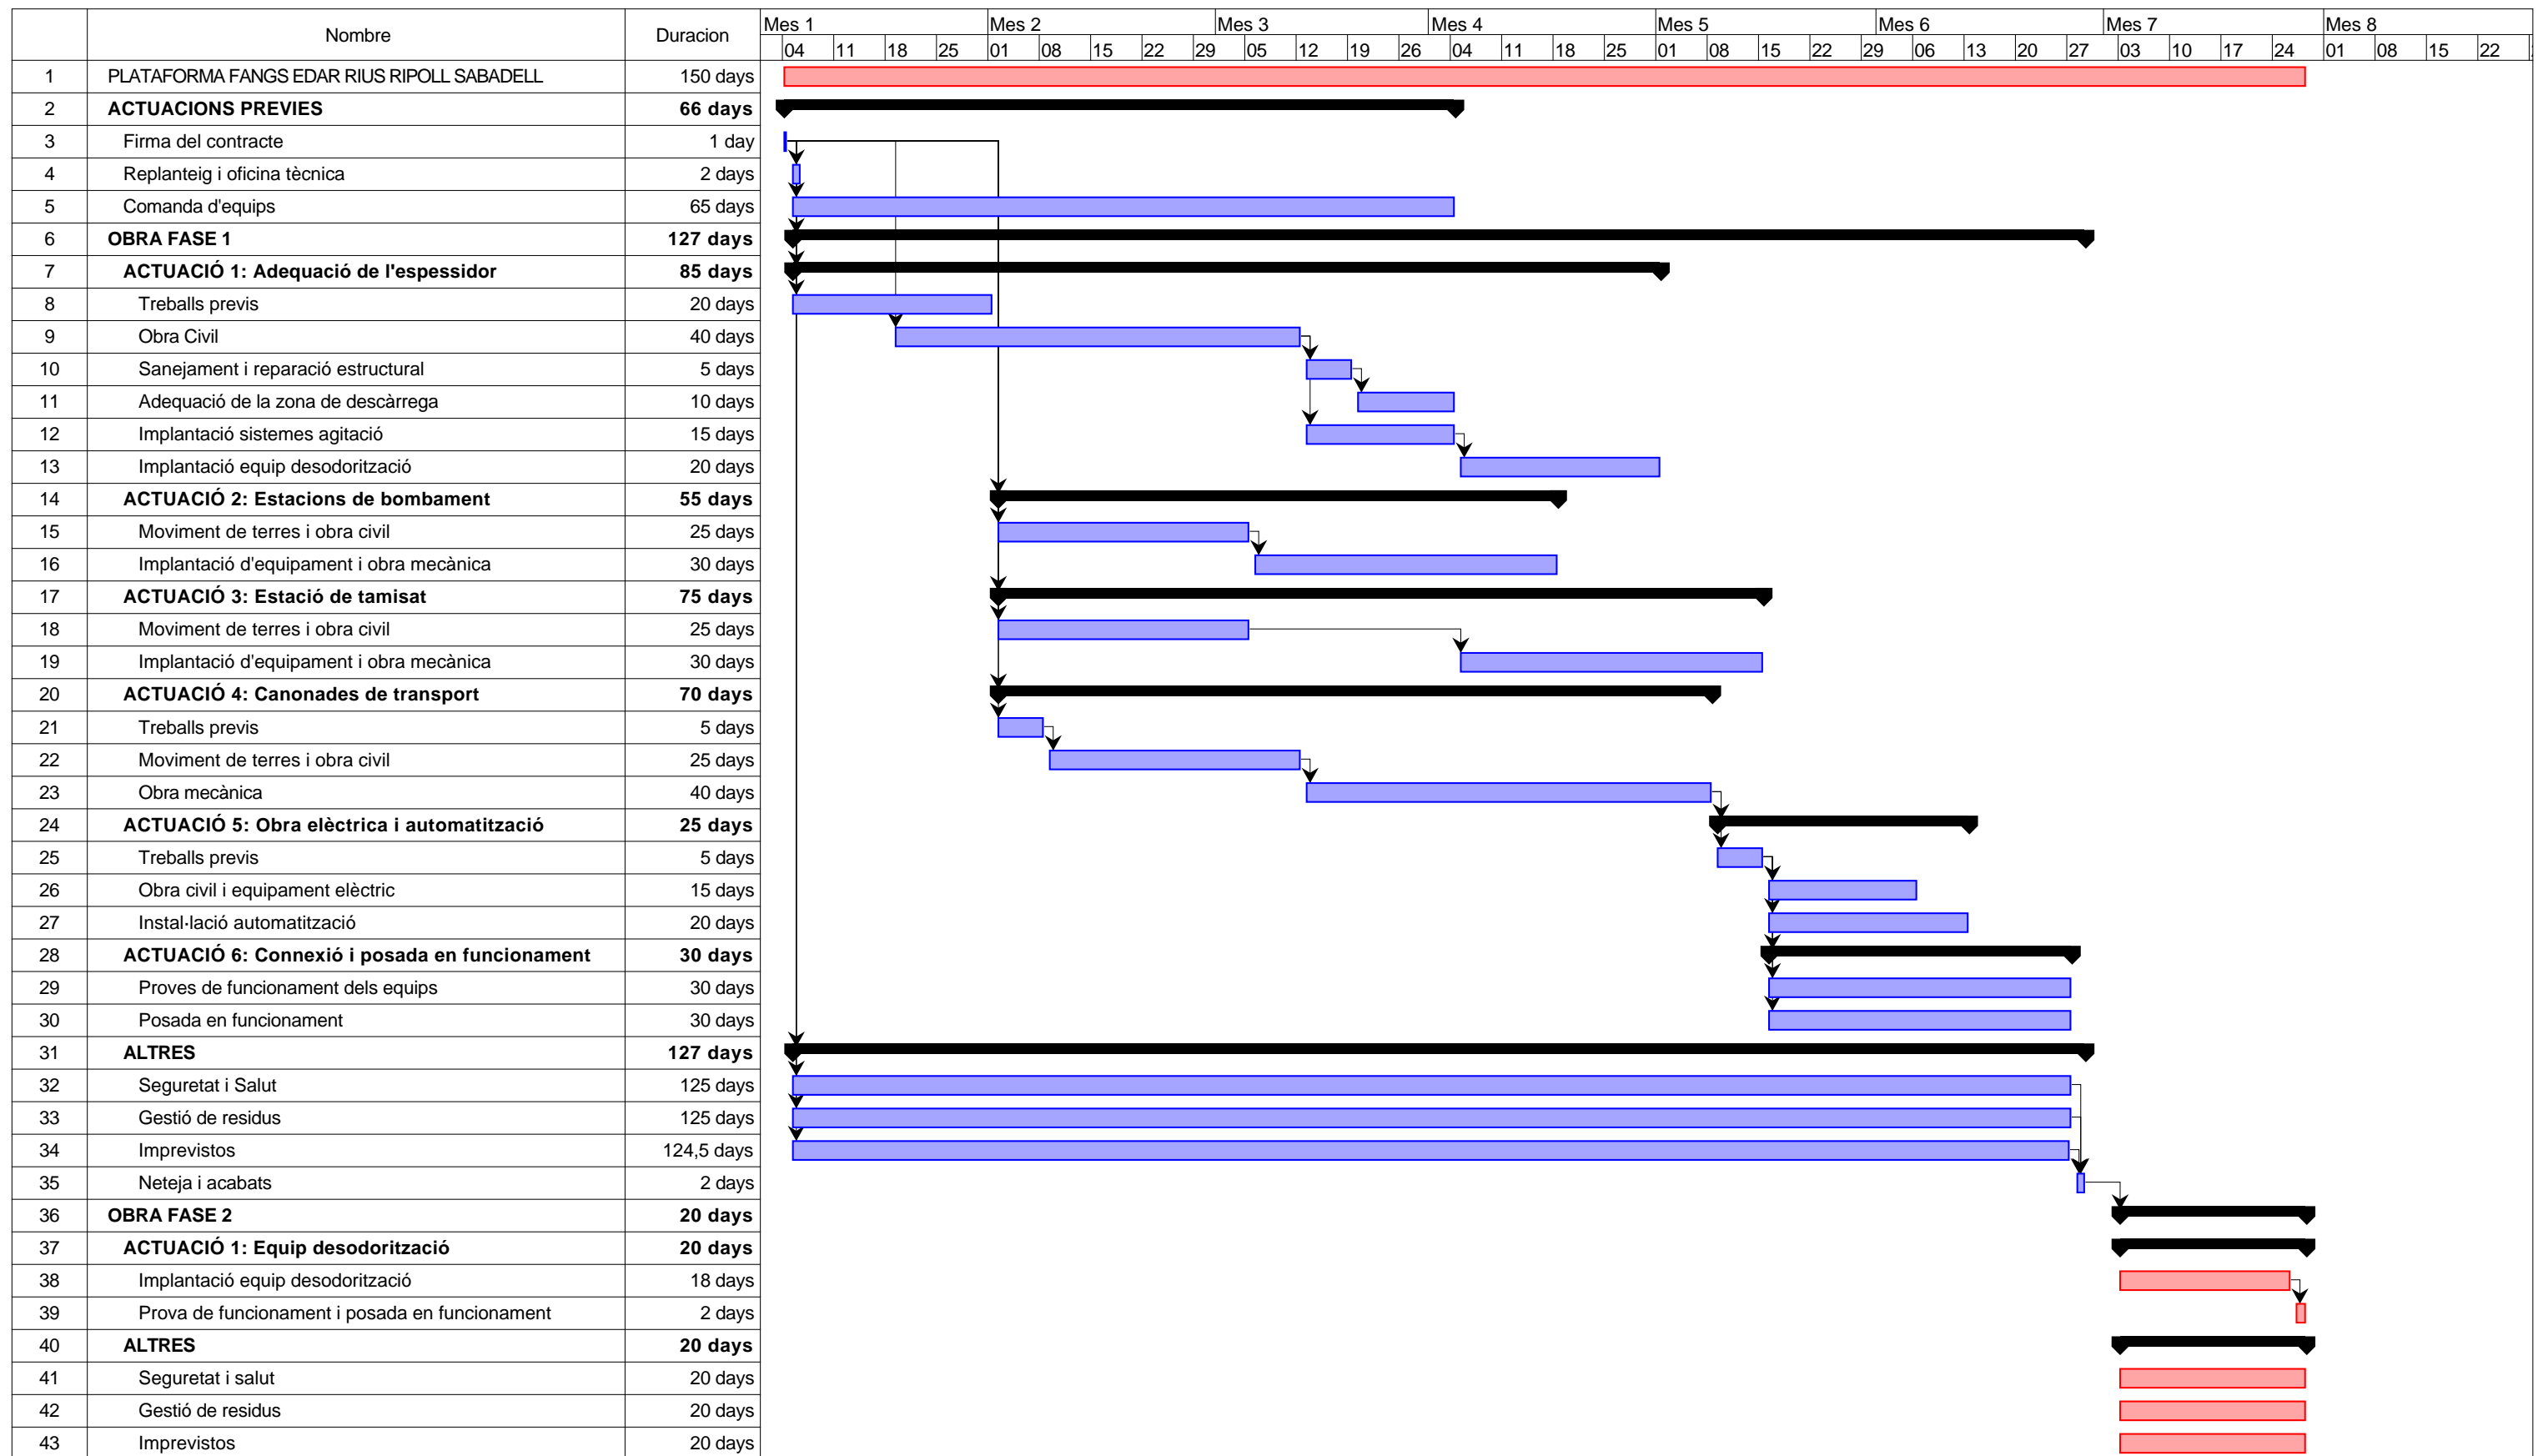 Nombre Duracion Mes 1 Mes 2 Mes 3 Mes 4 Mes 5 Mes 6 Mes 7 Mes 8
04 11 18 25 01 08 15 22 29 05 12 19 26 04 11 18 25 01 08 15 22 29 06 13 20 27 03 10 17 24 01 08 15 22
1 PLATAFORMA FANGS EDAR RIUS RIPOLL SABADELL 150 days
2 ACTUACIONS PREVIES 66 days
3 Firma del contracte 1 day
4 Replanteig i oficina tècnica 2 days
5 Comanda d'equips 65 days
6 OBRA FASE 1 127 days
7 ACTUACIÓ 1: Adequació de l'espessidor 85 days
8 Treballs previs 20 days
9 Obra Civil 40 days
10 Sanejament i reparació estructural 5 days
11 Adequació de la zona de descàrrega 10 days
12 Implantació sistemes agitació 15 days
13 Implantació equip desodorització 20 days
14 ACTUACIÓ 2: Estacions de bombament 55 days
15 Moviment de terres i obra civil 25 days
16 Implantació d'equipament i obra mecànica 30 days
17 ACTUACIÓ 3: Estació de tamisat 75 days
18 Moviment de terres i obra civil 25 days
19 Implantació d'equipament i obra mecànica 30 days
20 ACTUACIÓ 4: Canonades de transport 70 days
21 Treballs previs 5 days
22 Moviment de terres i obra civil 25 days
23 Obra mecànica 40 days
24 ACTUACIÓ 5: Obra elèctrica i automatització 25 days
25 Treballs previs 5 days
26 Obra civil i equipament elèctric 15 days
27 Instal·lació automatització 20 days
28 ACTUACIÓ 6: Connexió i posada en funcionament 30 days
29 Proves de funcionament dels equips 30 days
30 Posada en funcionament 30 days
31 ALTRES 127 days
32 Seguretat i Salut 125 days
33 Gestió de residus 125 days
34 Imprevistos 124,5 days
35 Neteja i acabats 2 days
36 OBRA FASE 2 20 days
37 ACTUACIÓ 1: Equip desodorització 20 days
38 Implantació equip desodorització 18 days
39 Prova de funcionament i posada en funcionament 2 days
40 ALTRES 20 days
41 Seguretat i salut 20 days
42 Gestió de residus 20 days
43 Imprevistos 20 days